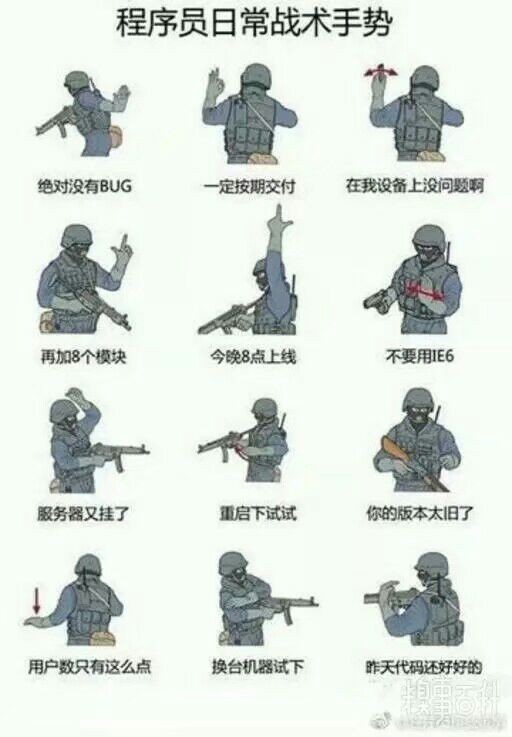 程序员日常战术手势
绝对没有BUG
一定按期交付
在我设备上没问题啊
再加8个模块
今晚8点上线
不要用IE6
服务器又挂了
重启下试试
你的版本太旧了
用户数只有这么点
换台机器试下
昨天代码还好好的